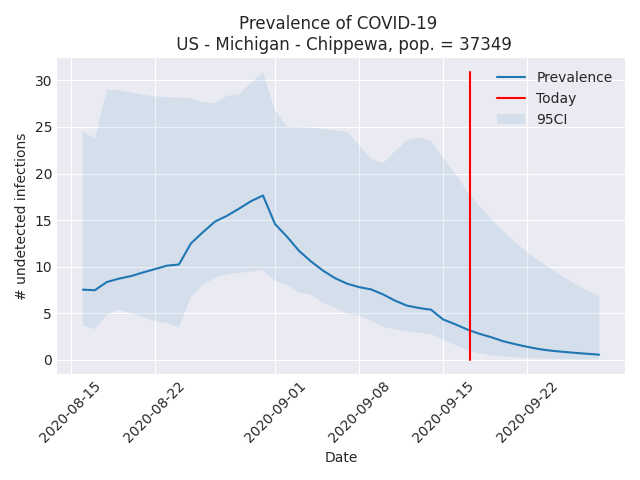 Prevalence of COVID-19
US - Michigan - Chippewa, pop. = 37349
# undetected infections
30
25
20
15
10
5
0
Prevalence
Today
95CI
2020-08-15
2020-08-22
2020-09-01
2020-09-08
2020-09-15
2020-09-22
Date